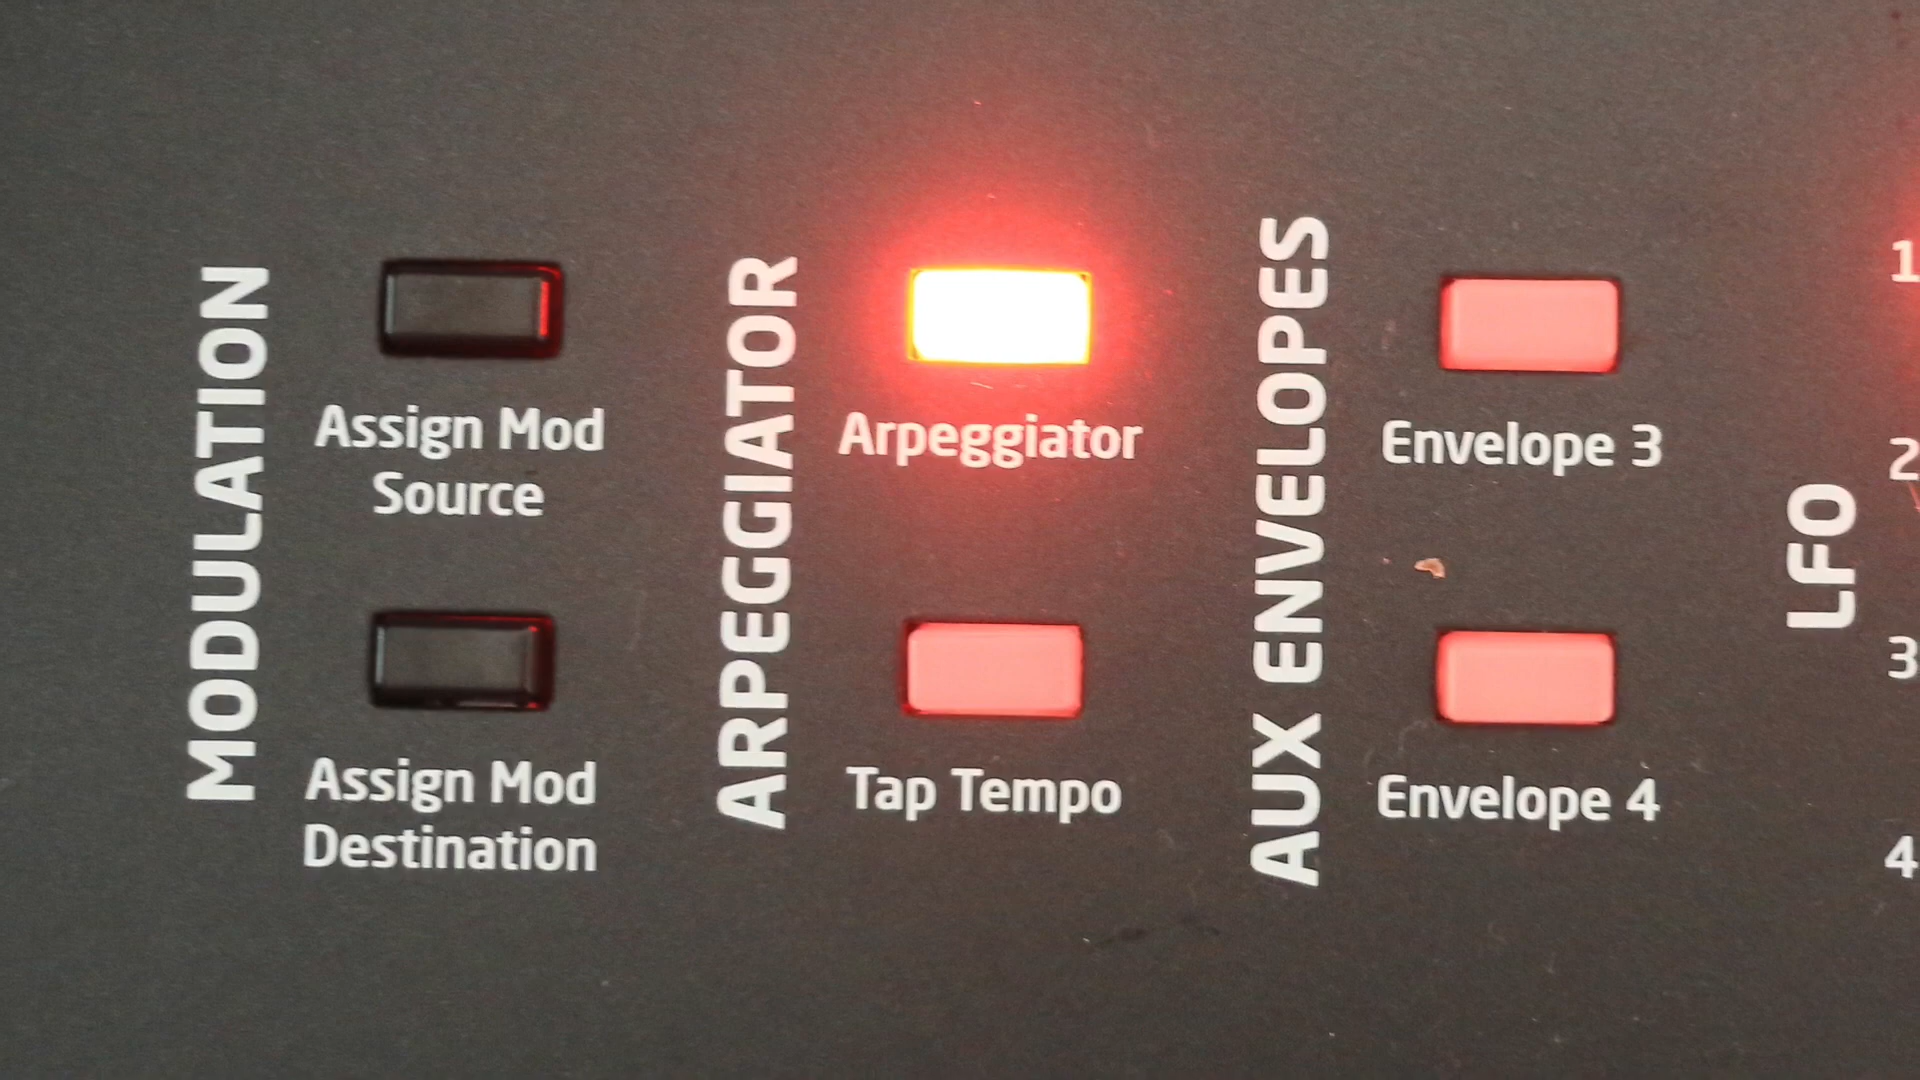 MODULATION
Assign Mod
Source
Assign Mod
Destination
ARPEGGIATOR
Arpeggiator
Tap Tempo
AUX ENVELOPES
Envelope 3
Envelope 4
LFO
1
2
3
4